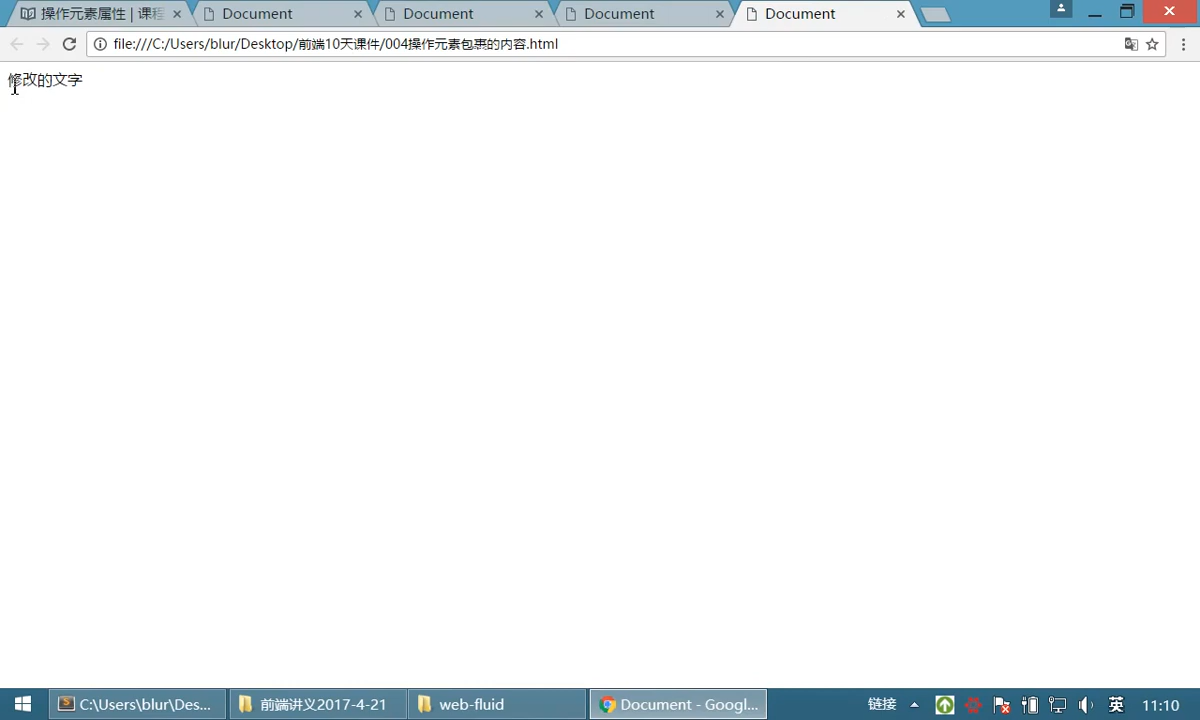 操作元素属性 | 课程
Document
Document
Document
Document
file:///C:/Users/blur/Desktop/前端10天课件/004操作元素包裹的内容.html
修改的文字
C:\Users\blur\Des...
前端讲义2017-4-21
web-fluid
Document - Googl...
链接
英
11:10